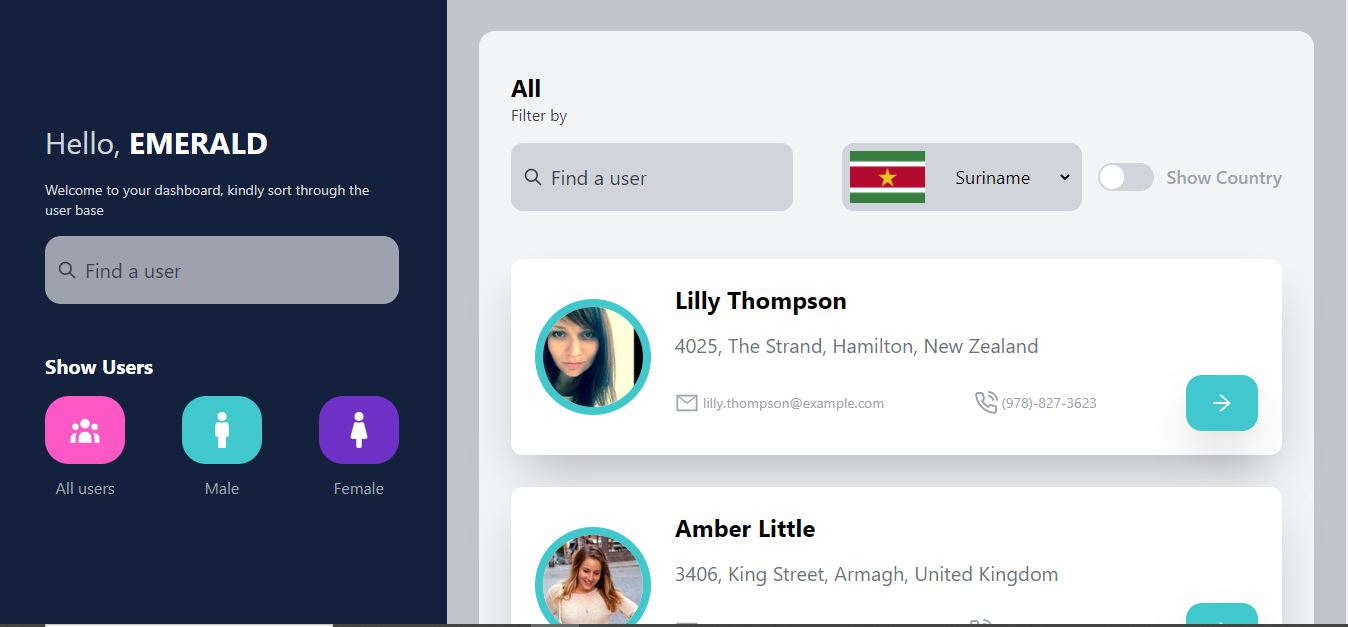 Hello, EMERALD
Welcome to your dashboard, kindly sort through the
user base
Find a user
Show Users
All users
Male
Female
All
Filter by
Find a user
Suriname
Show Country
Lilly Thompson
4025, The Strand, Hamilton, New Zealand
lilly.thompson@example.com
(978)-827-3623
Amber Little
3406, King Street, Armagh, United Kingdom